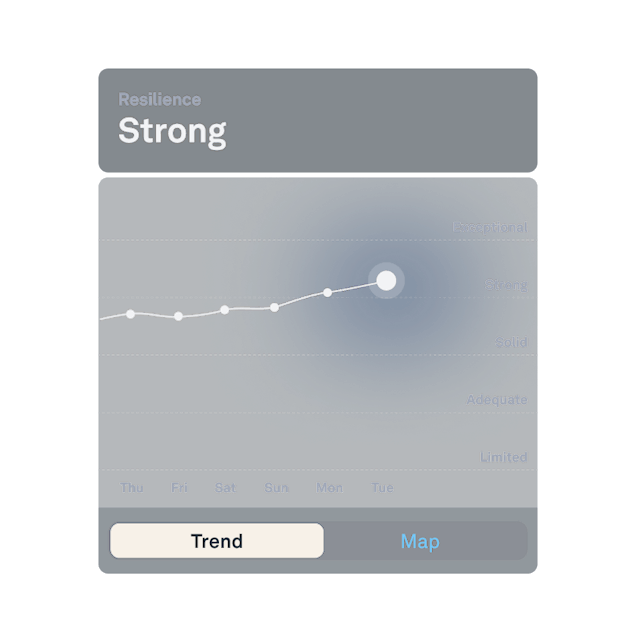 Resilience
Strong
Exceptional
Strong
Solid
Adequate
Limited
Thu Fri Sat Sun Mon Tue
Trend Map